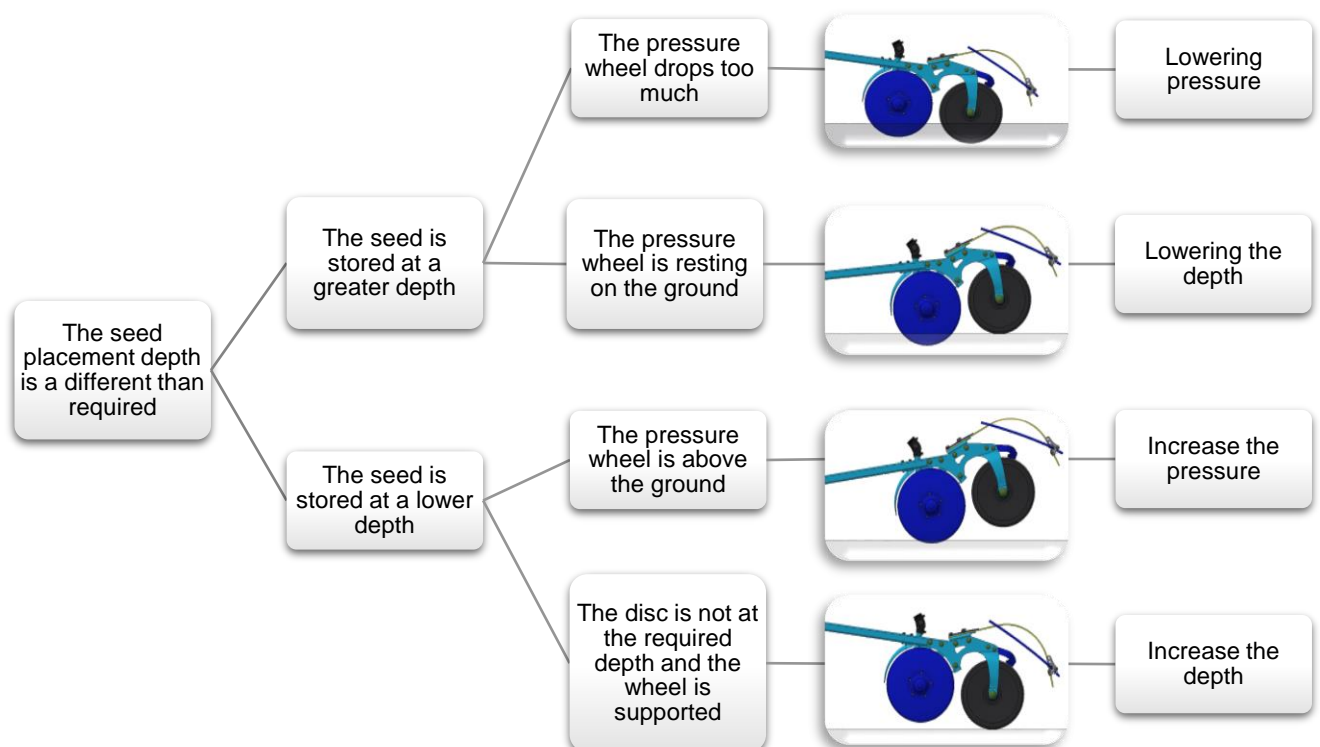 The seed
placement depth
is a different than
required
The seed is
stored at a
greater depth
The pressure
wheel drops too
much
Lowering
pressure
The pressure
wheel is resting
on the ground
Lowering the
depth
The seed is
stored at a lower
depth
The pressure
wheel is above
the ground
Increase the
pressure
The disc is not at
the required
depth and the
wheel is
supported
Increase the
depth